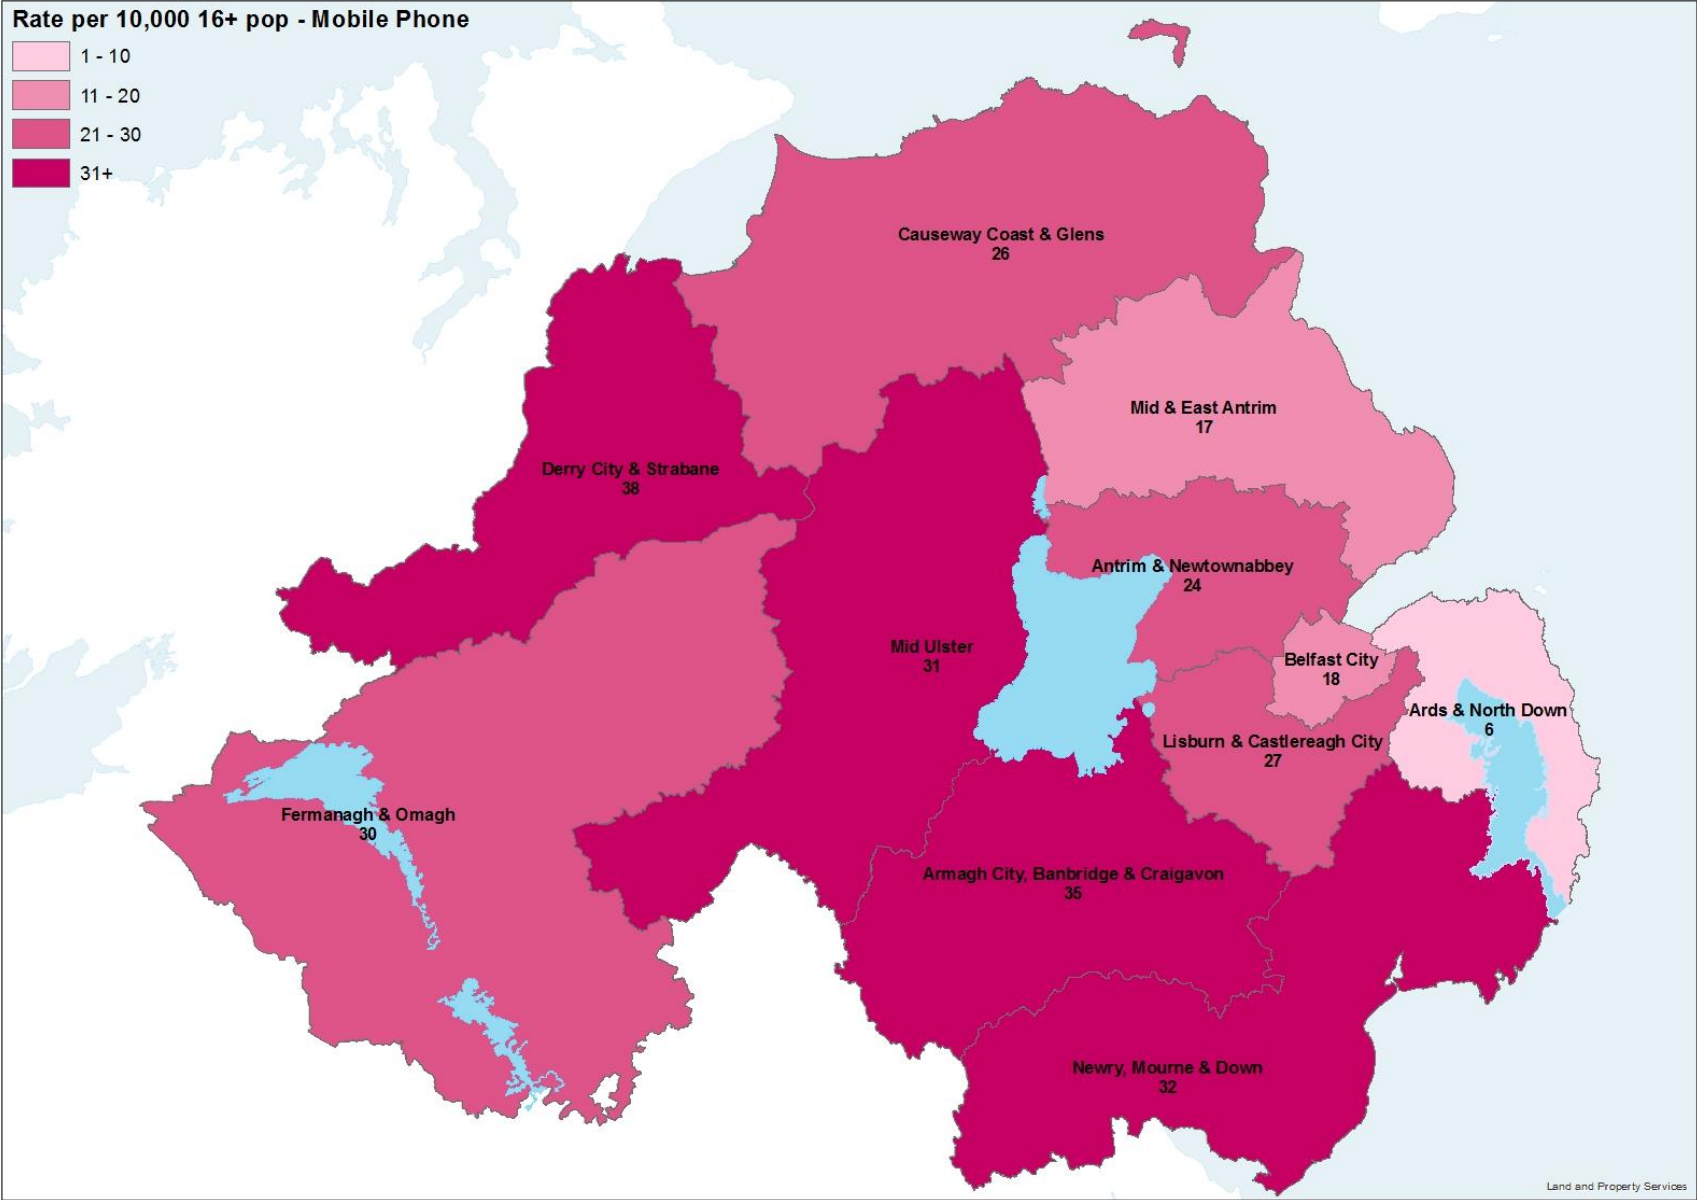 Rate per 10,000 16+ pop - Mobile Phone
1 - 10
11 - 20
21 - 30
31+
Causeway Coast & Glens
26
Mid & East Antrim
17
Derry City & Strabane
38
Antrim & Newtownabbey
24
Mid Ulster
31
Belfast City
18
Ards & North Down
6
Lisburn & Castlereagh City
27
Fermanagh & Omagh
30
Armagh City, Banbridge & Craigavon
35
Newry, Mourne & Down
32
Land and Property Services